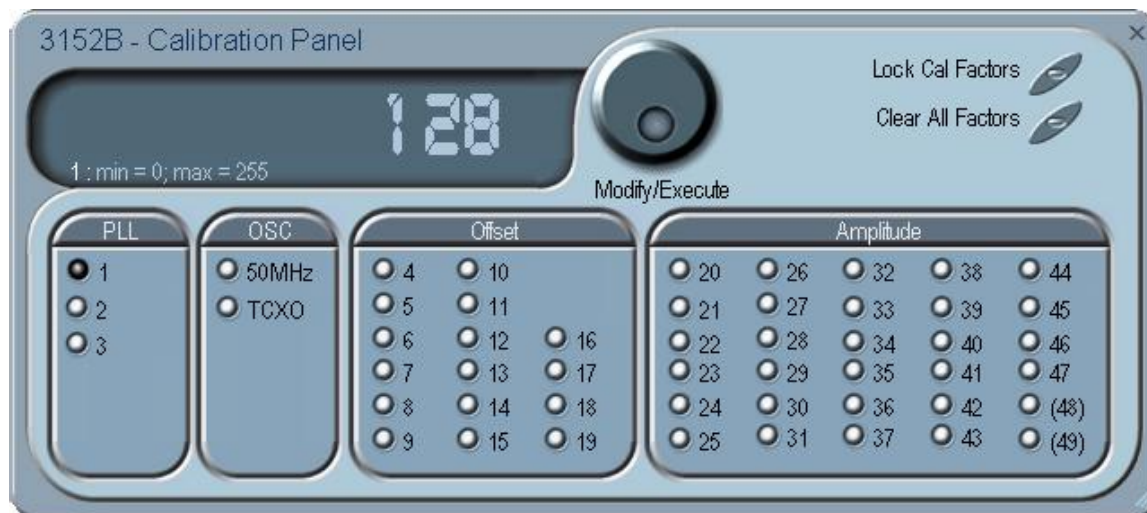 3152B - Calibration Panel
128
1 : min = 0; max = 255
Modify/Execute
Lock Cal Factors
Clear All Factors
PLL
1
2
3
OSC
50MHz
TCXO
Offset
4 10
5 11
6 12 16
7 13 17
8 14 18
9 15 19
Amplitude
20 26 32 38 44
21 27 33 39 45
22 28 34 40 46
23 29 35 41 47
24 30 36 42 (48)
25 31 37 43 (49)